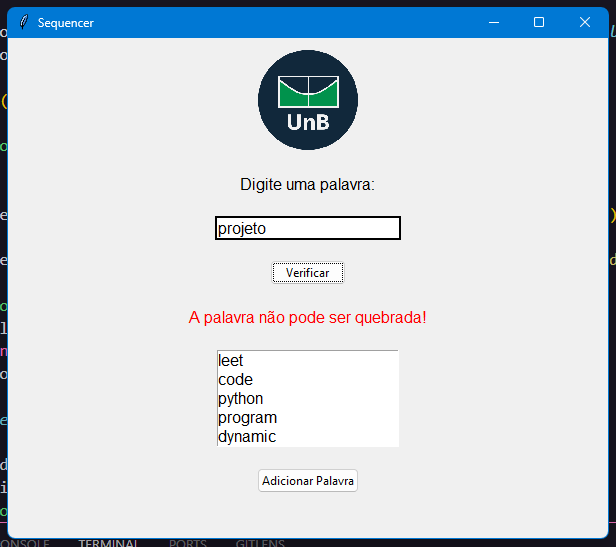 Sequencer
UnB
Digite uma palavra:
projeto
Verificar
A palavra não pode ser quebrada!
leet
code
python
program
dynamic
Adicionar Palavra
TERMINAL PORTS GITLENS